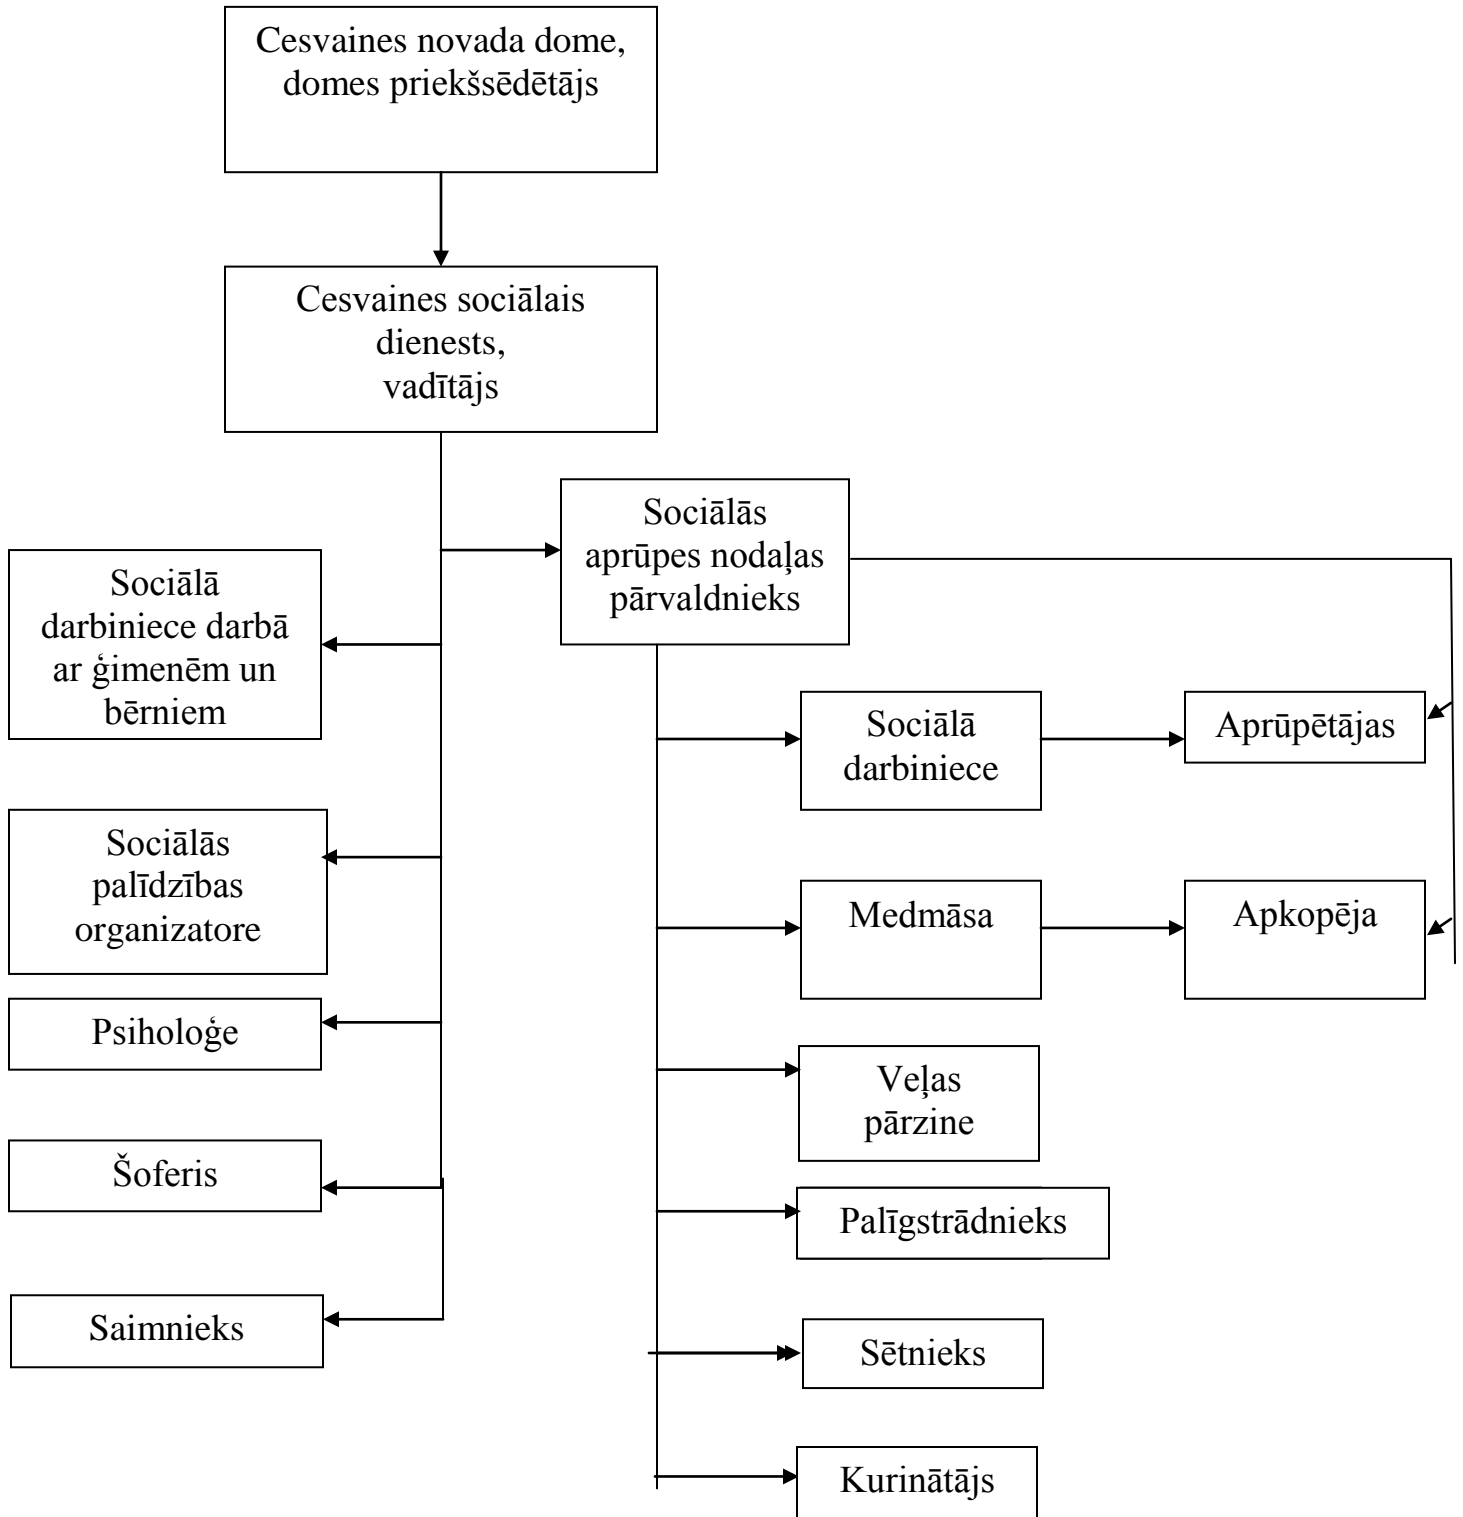 Cesvaines novada dome,
domes priekšsēdētājs
Cesvaines sociālais
dienests,
vadītājs
Sociālās
aprūpes nodaļas
pārvaldnieks
Sociālā
darbiniece darbā
ar ģimenēm un
bērniem
Sociālās
palīdzības
organizatore
Psiholoģe
Šoferis
Saimnieks
Sociālā
darbiniece
Aprūpētājas
Medmāsa
Apkopēja
Veļas
pārzine
Palīgstrādnieks
Sētnieks
Kurinātājs